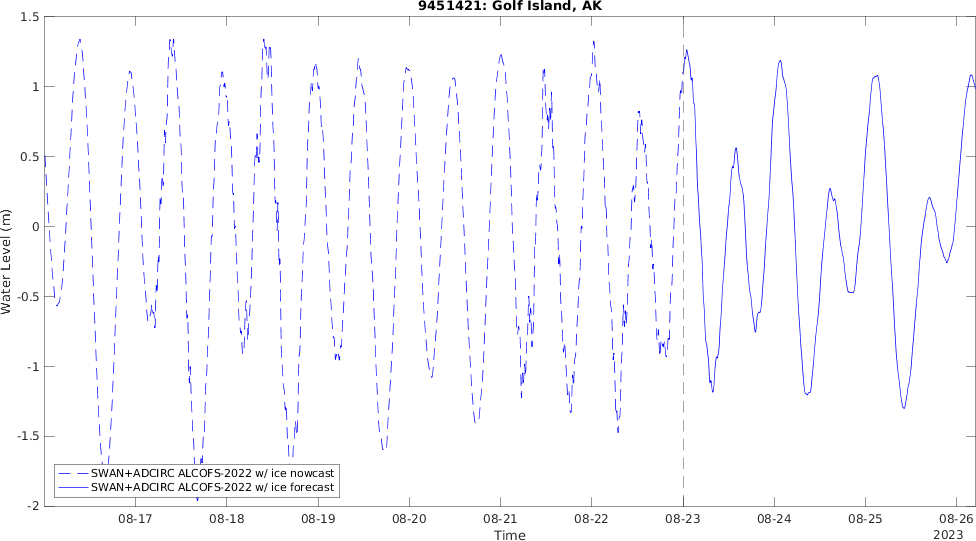 9451421: Golf Island, AK
1.5
1
0.5
0
-0.5
-1
-1.5
-2
Water Level (m)
SWAN+ADCIRC ALCOFS-2022 w/ ice nowcast
SWAN+ADCIRC ALCOFS-2022 w/ ice forecast
08-17 08-18 08-19 08-20 08-21 08-22 08-23 08-24 08-25 08-26
Time
2023